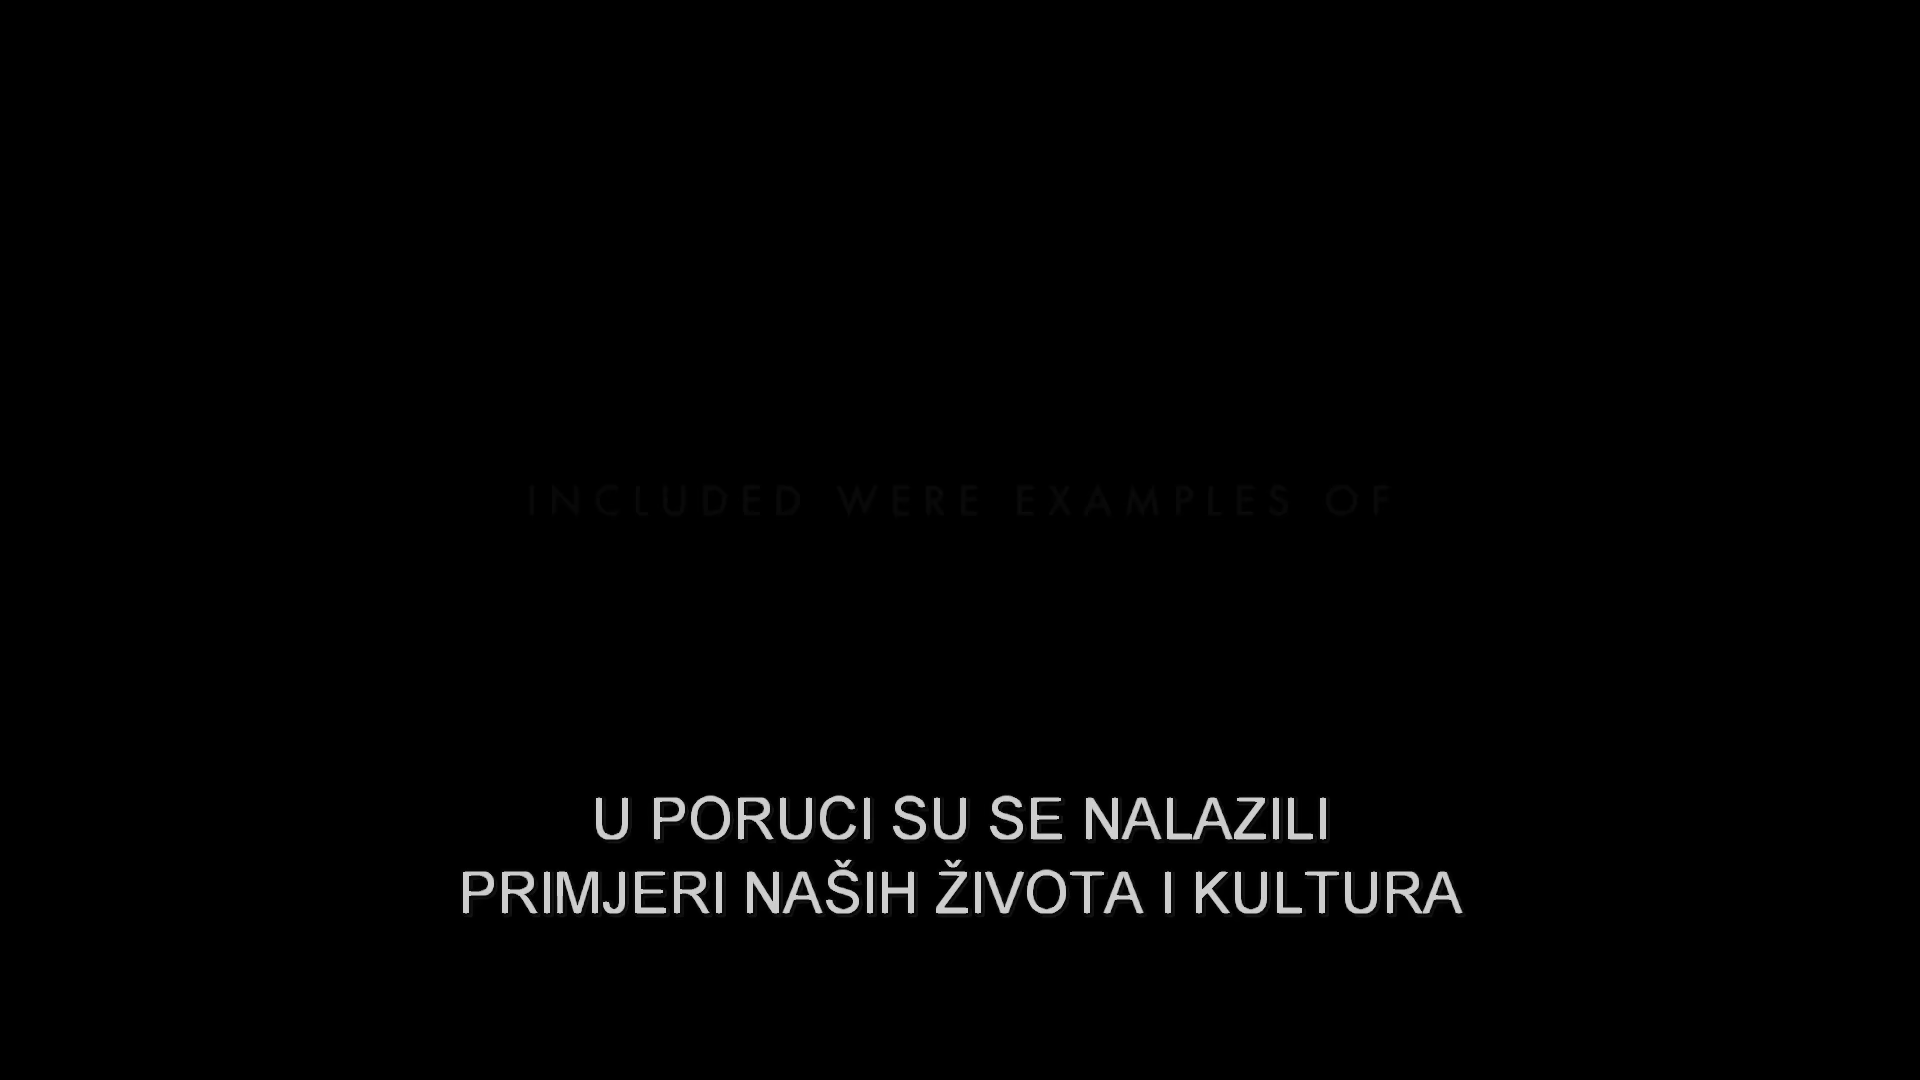 INCLUDED WERE EXAMPLES OF
U PORUCI SU SE NALAZILI
PRIMJERI NAŠIH ŽIVOTA I KULTURA